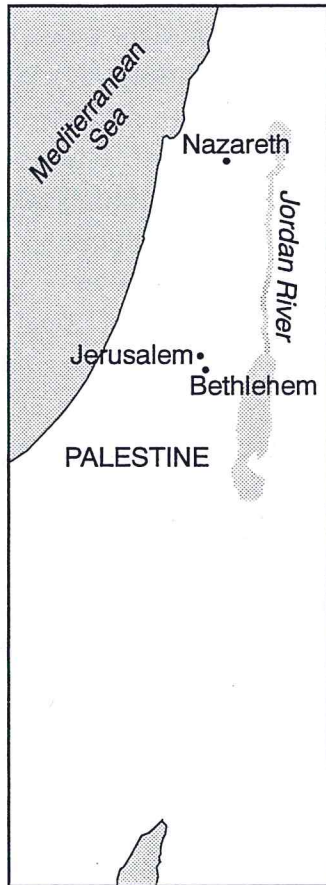 Mediterranean
Sea
Nazareth
Jordan River
Jerusalem
Bethlehem
PALESTINE